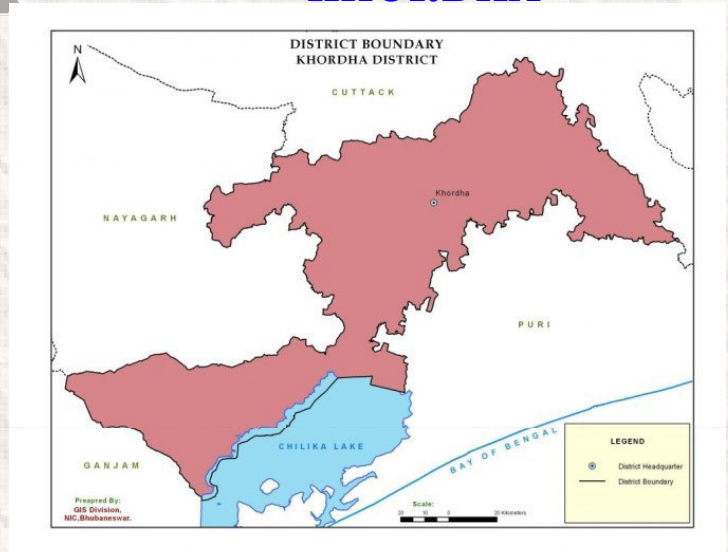 DISTRICT BOUNDARY
KHORDHA DISTRICT
N
CUTTACK
Khordha
NAYAGARH
PURI
CHILIKA LAKE
BAY OF BENGAL
GANJAM
LEGEND
District Headquarter
District Boundary
Preapred By:
GIS Division,
NIC,Bhubaneswar.
Scale:
20 10 0 20 Kilometers